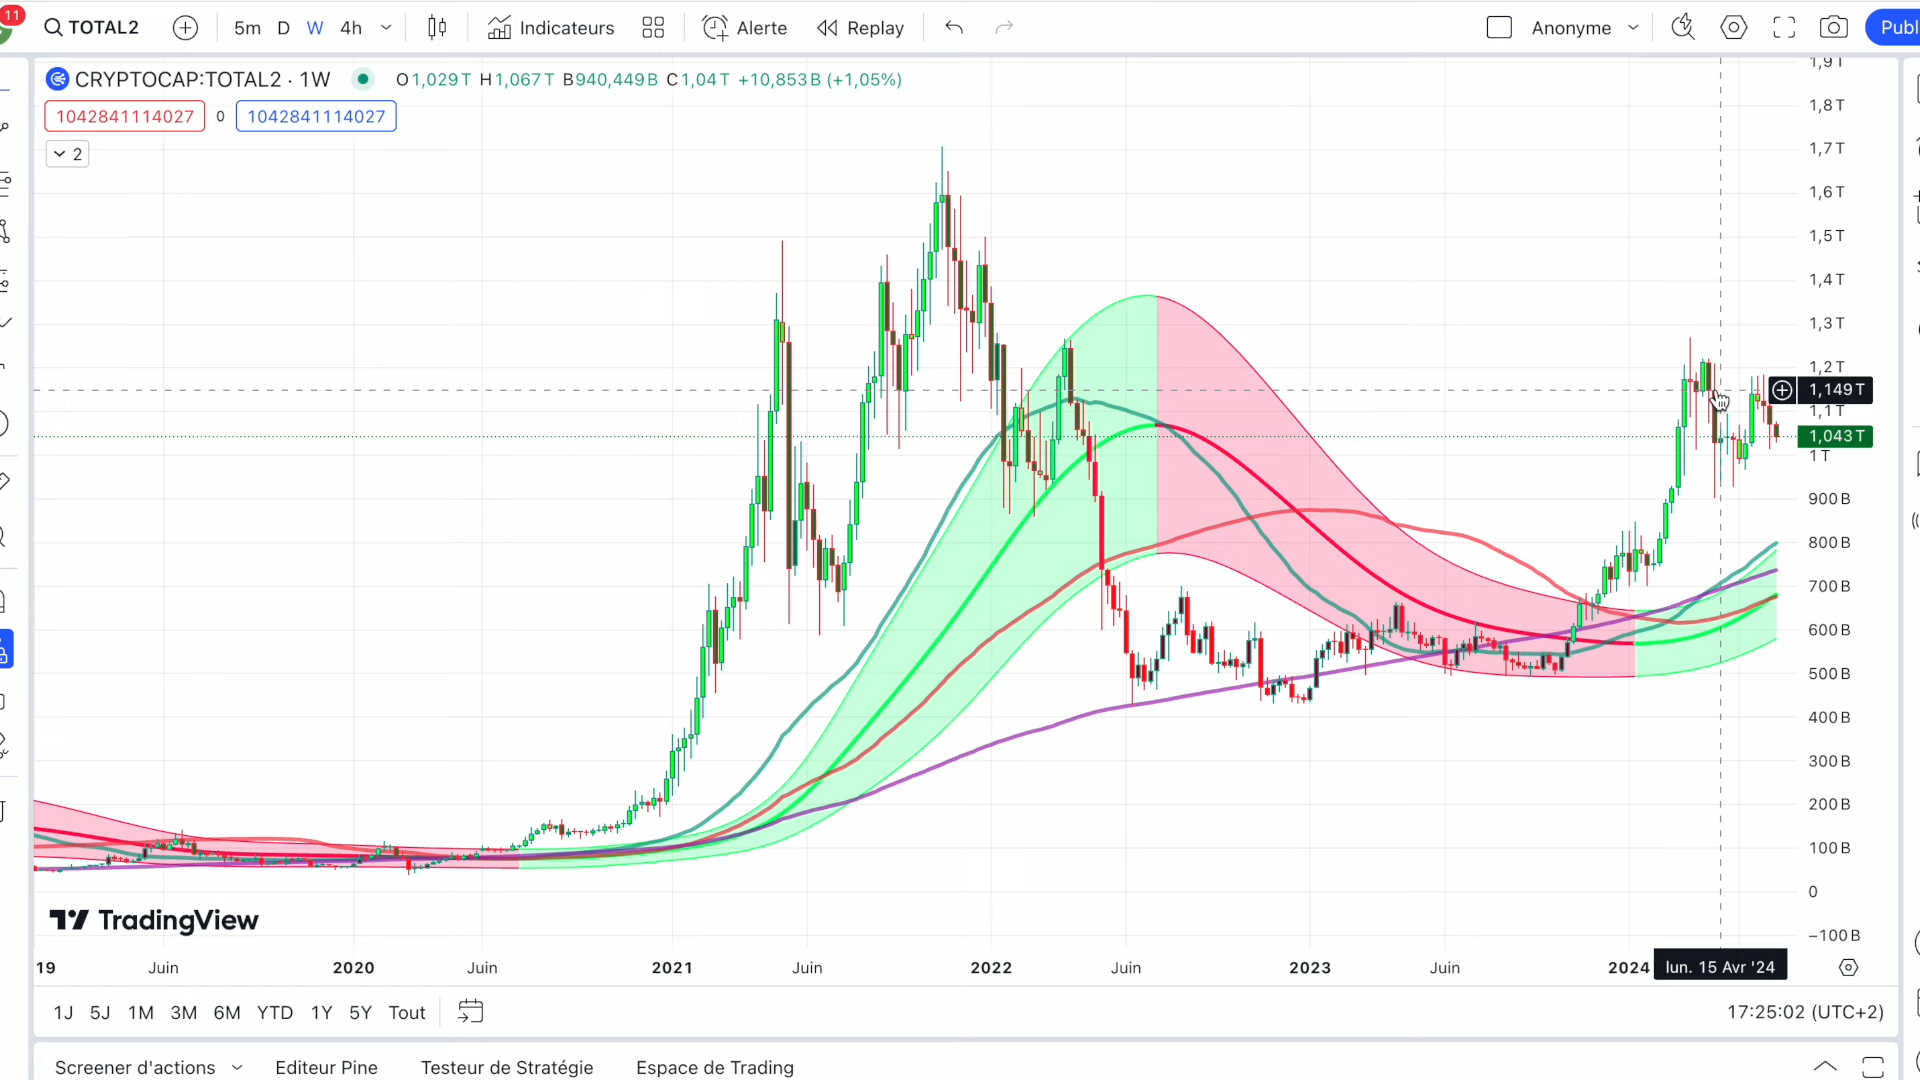 11
TOTAL2
5m D W 4h
Indicateurs
Alerte
Replay
Anonyme
Publ
CRYPTOCAP:TOTAL2 · 1W
O1,029T H1,067T B940,449B C1,04T +10,853B (+1,05%)
1042841114027 0 1042841114027
2
1,9T
1,8T
1,7T
1,6T
1,5T
1,4T
1,3T
1,2T
1,149T
1,1T
1,043T
1T
900B
800B
700B
600B
500B
400B
300B
200B
100B
0
−100B
TradingView
19 Juin 2020 Juin 2021 Juin 2022 Juin 2023 Juin 2024 lun. 15 Avr '24
1J 5J 1M 3M 6M YTD 1Y 5Y Tout
17:25:02 (UTC+2)
Screener d'actions Editeur Pine Testeur de Stratégie Espace de Trading